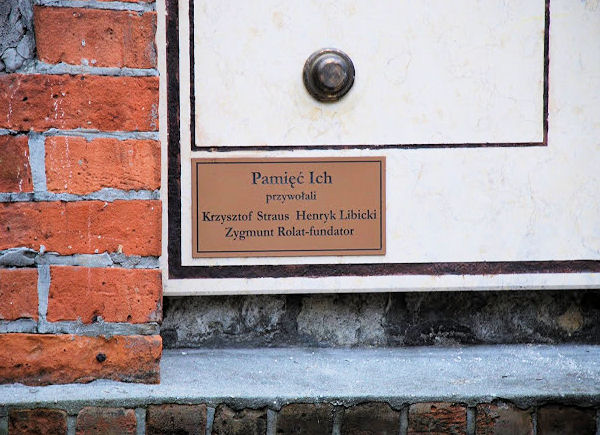 Pamięć Ich
przywołali
Krzysztof Straus Henryk Libicki
Zygmunt Rolat-fundator